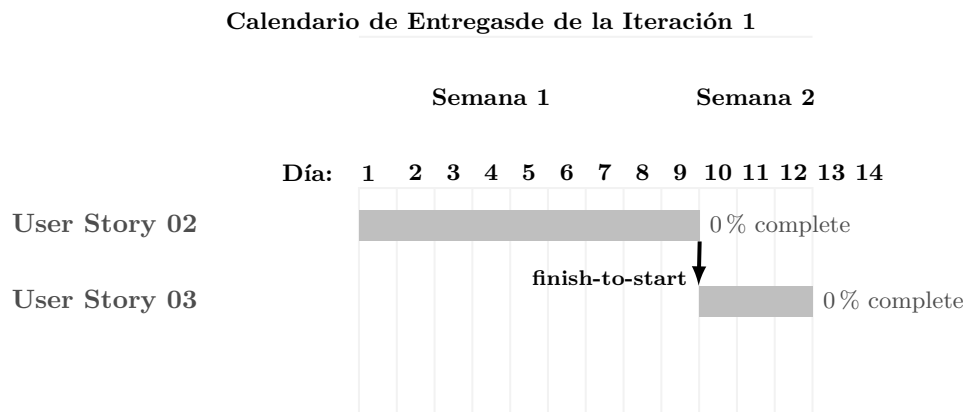 Calendario de Entregasde de la Iteración 1
Semana 1 Semana 2
Día: 1 2 3 4 5 6 7 8 9 10 11 12 13 14
User Story 02 0 % complete
finish-to-start
User Story 03 0 % complete